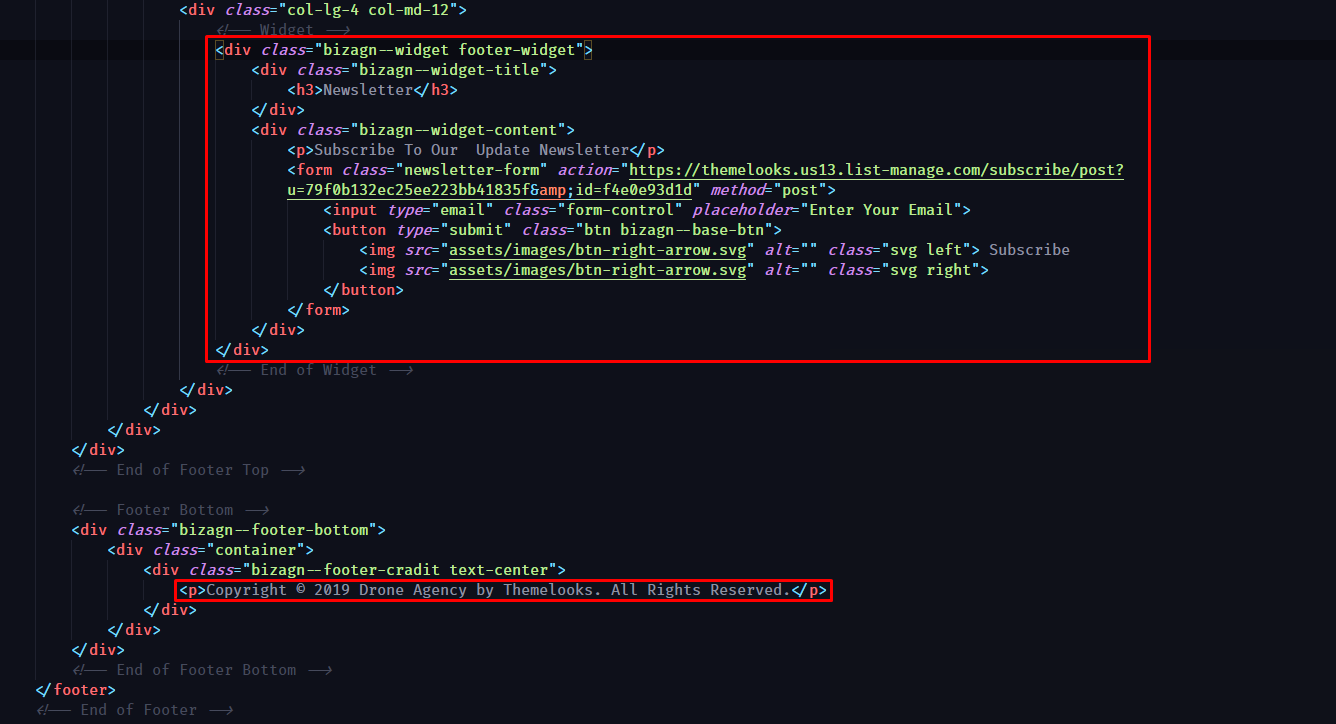 <div class="col-lg-4 col-md-12">
<!-- Widget -->
<div class="bizagn--widget footer-widget">
<div class="bizagn--widget-title">
<h3>Newsletter</h3>
</div>
<div class="bizagn--widget-content">
<p>Subscribe To Our  Update Newsletter</p>
<form class="newsletter-form" action="https://themelooks.us13.list-manage.com/subscribe/post?
u=79f0b132ec25ee223bb41835f&amp;id=f4e0e93d1d" method="post">
<input type="email" class="form-control" placeholder="Enter Your Email">
<button type="submit" class="btn bizagn--base-btn">
<img src="assets/images/btn-right-arrow.svg" alt="" class="svg left"> Subscribe
<img src="assets/images/btn-right-arrow.svg" alt="" class="svg right">
</button>
</form>
</div>
</div>
<!-- End of Widget -->
</div>
</div>
</div>
</div>
<!-- End of Footer Top -->
<!-- Footer Bottom -->
<div class="bizagn--footer-bottom">
<div class="container">
<div class="bizagn--footer-cradit text-center">
<p>Copyright © 2019 Drone Agency by Themelooks. All Rights Reserved.</p>
</div>
</div>
</div>
<!-- End of Footer Bottom -->
</footer>
<!-- End of Footer -->